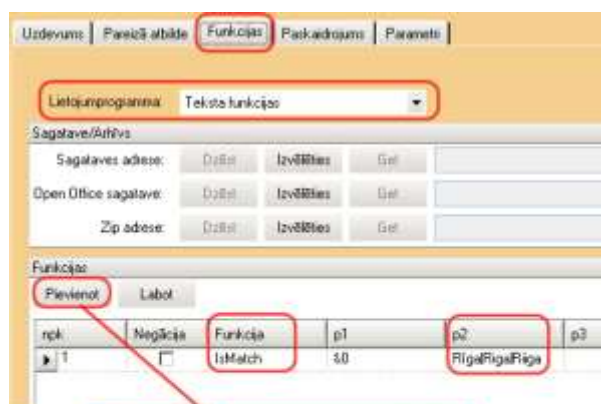 Uzdevums Pareizā atbilde Funkcijas Paskaidrojums Parametri
Lietojumprogramma: Teksta funkcijas
Sagatave/Arhīvs
Sagataves adrese: Dzēst Izvēlēties Get
Open Office sagatave: Dzēst Izvēlēties Get
Zip adrese: Dzēst Izvēlēties Get
Funkcijas
Pievienot Labot
npk Negācija Funkcija p1 p2 p3
1 IsMatch &0